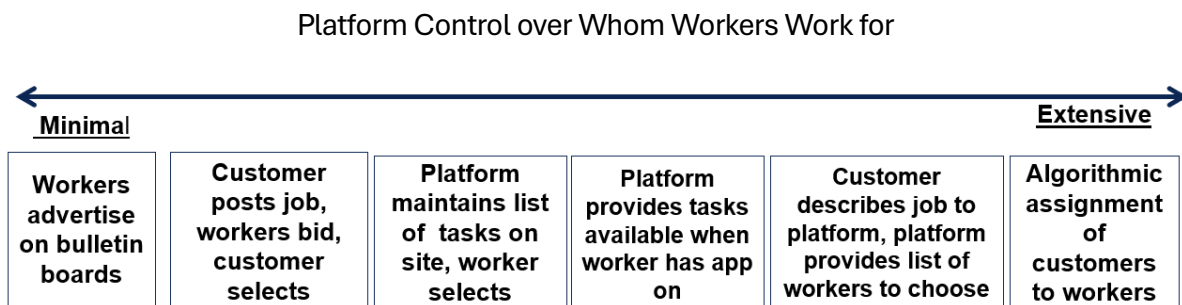 Platform Control over Whom Workers Work for
Minimal
Extensive
Workers
advertise
on bulletin
boards
Customer
posts job,
workers bid,
customer
selects
Platform
maintains list
of tasks on
site, worker
selects
Platform
provides tasks
available when
worker has app
on
Customer
describes job to
platform, platform
provides list of
workers to choose
Algorithmic
assignment
of
customers
to workers